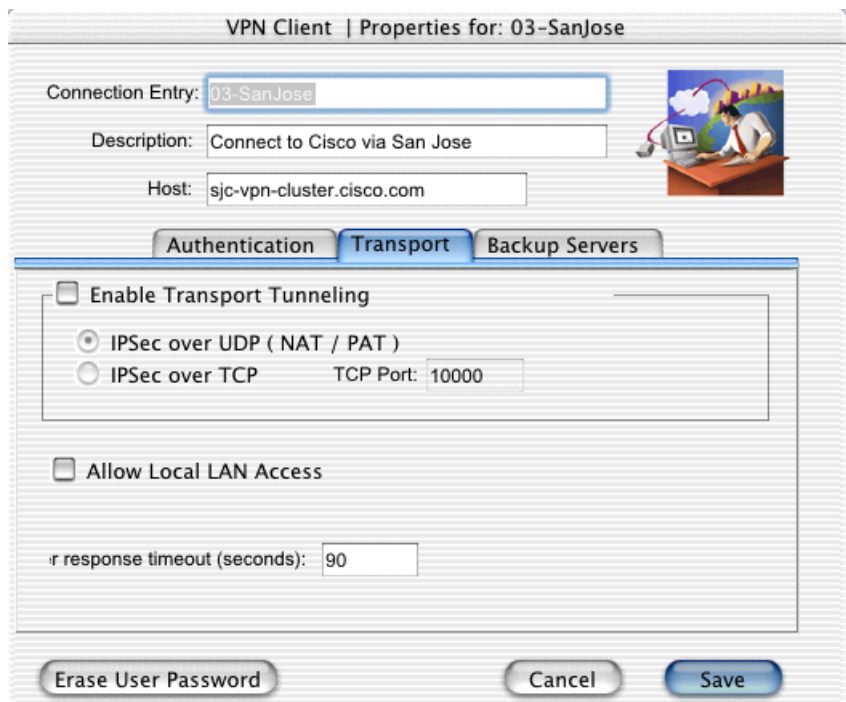 VPN Client | Properties for: 03-SanJose
Connection Entry: 03-SanJose
Description: Connect to Cisco via San Jose
Host: sjc-vpn-cluster.cisco.com
Authentication Transport Backup Servers
Enable Transport Tunneling
IPSec over UDP ( NAT / PAT )
IPSec over TCP TCP Port: 10000
Allow Local LAN Access
r response timeout (seconds): 90
Erase User Password Cancel Save